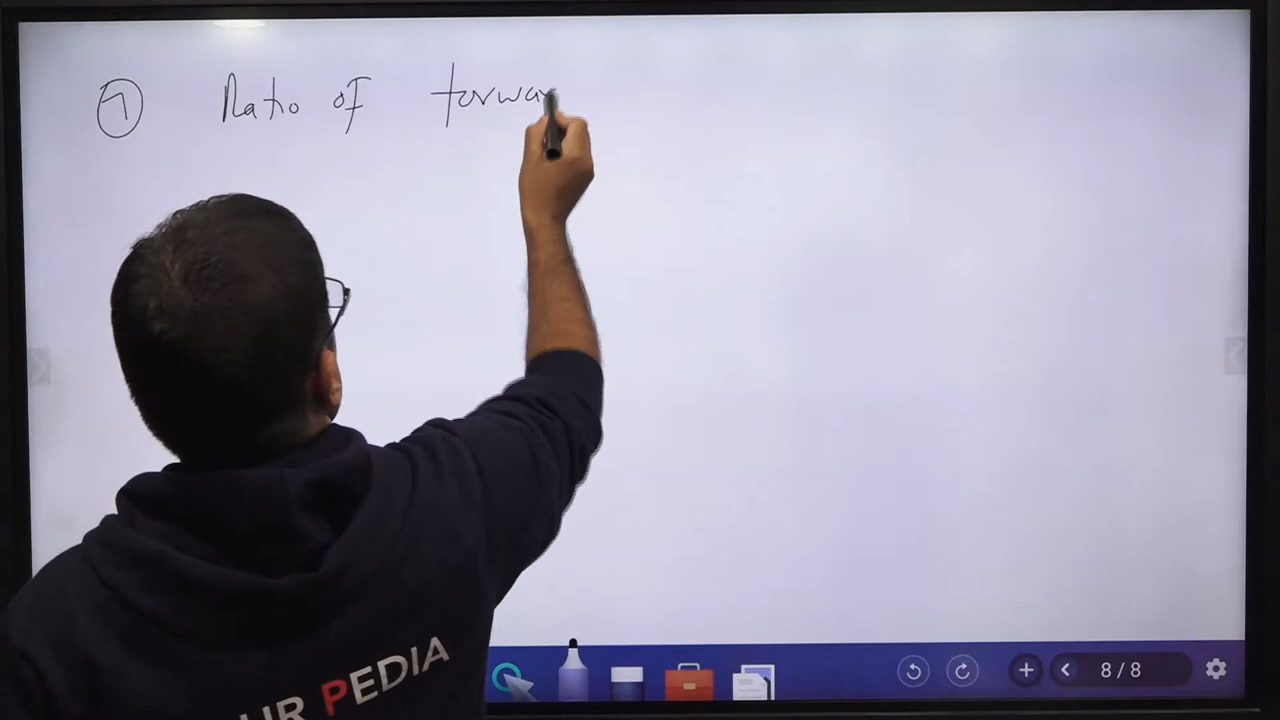 ⑦ Ratio of forwa
UR PEDIA
8/8